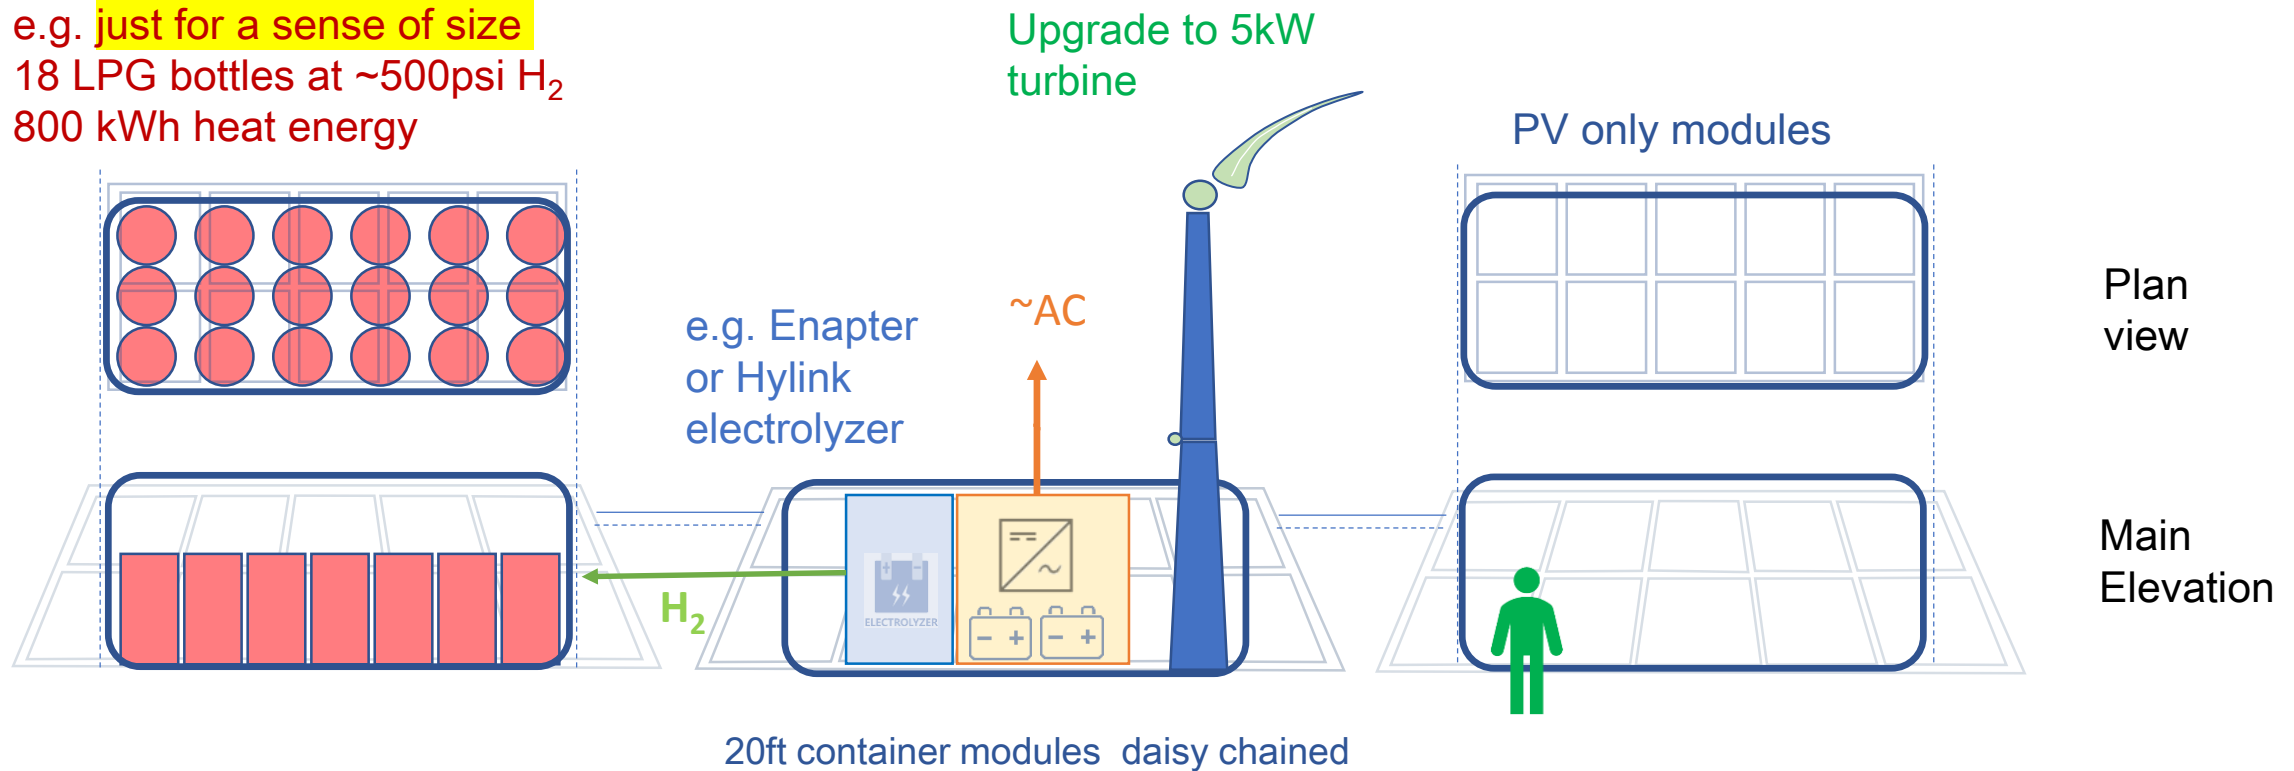 e.g. just for a sense of size
18 LPG bottles at ~500psi H₂
800 kWh heat energy
Upgrade to 5kW
turbine
PV only modules
Plan
view
e.g. Enapter
or Hylink
electrolyzer
~AC
Main
Elevation
H₂
ELECTROLYZER
20ft container modules  daisy chained